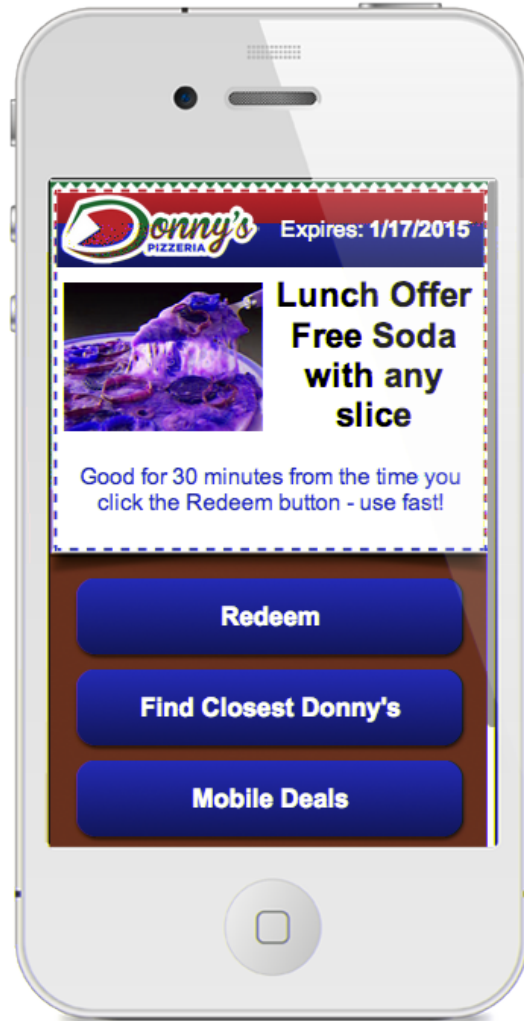 Donny's
PIZZERIA
Expires: 1/17/2015
Lunch Offer
Free Soda
with any
slice
Good for 30 minutes from the time you
click the Redeem button - use fast!
Redeem
Find Closest Donny's
Mobile Deals